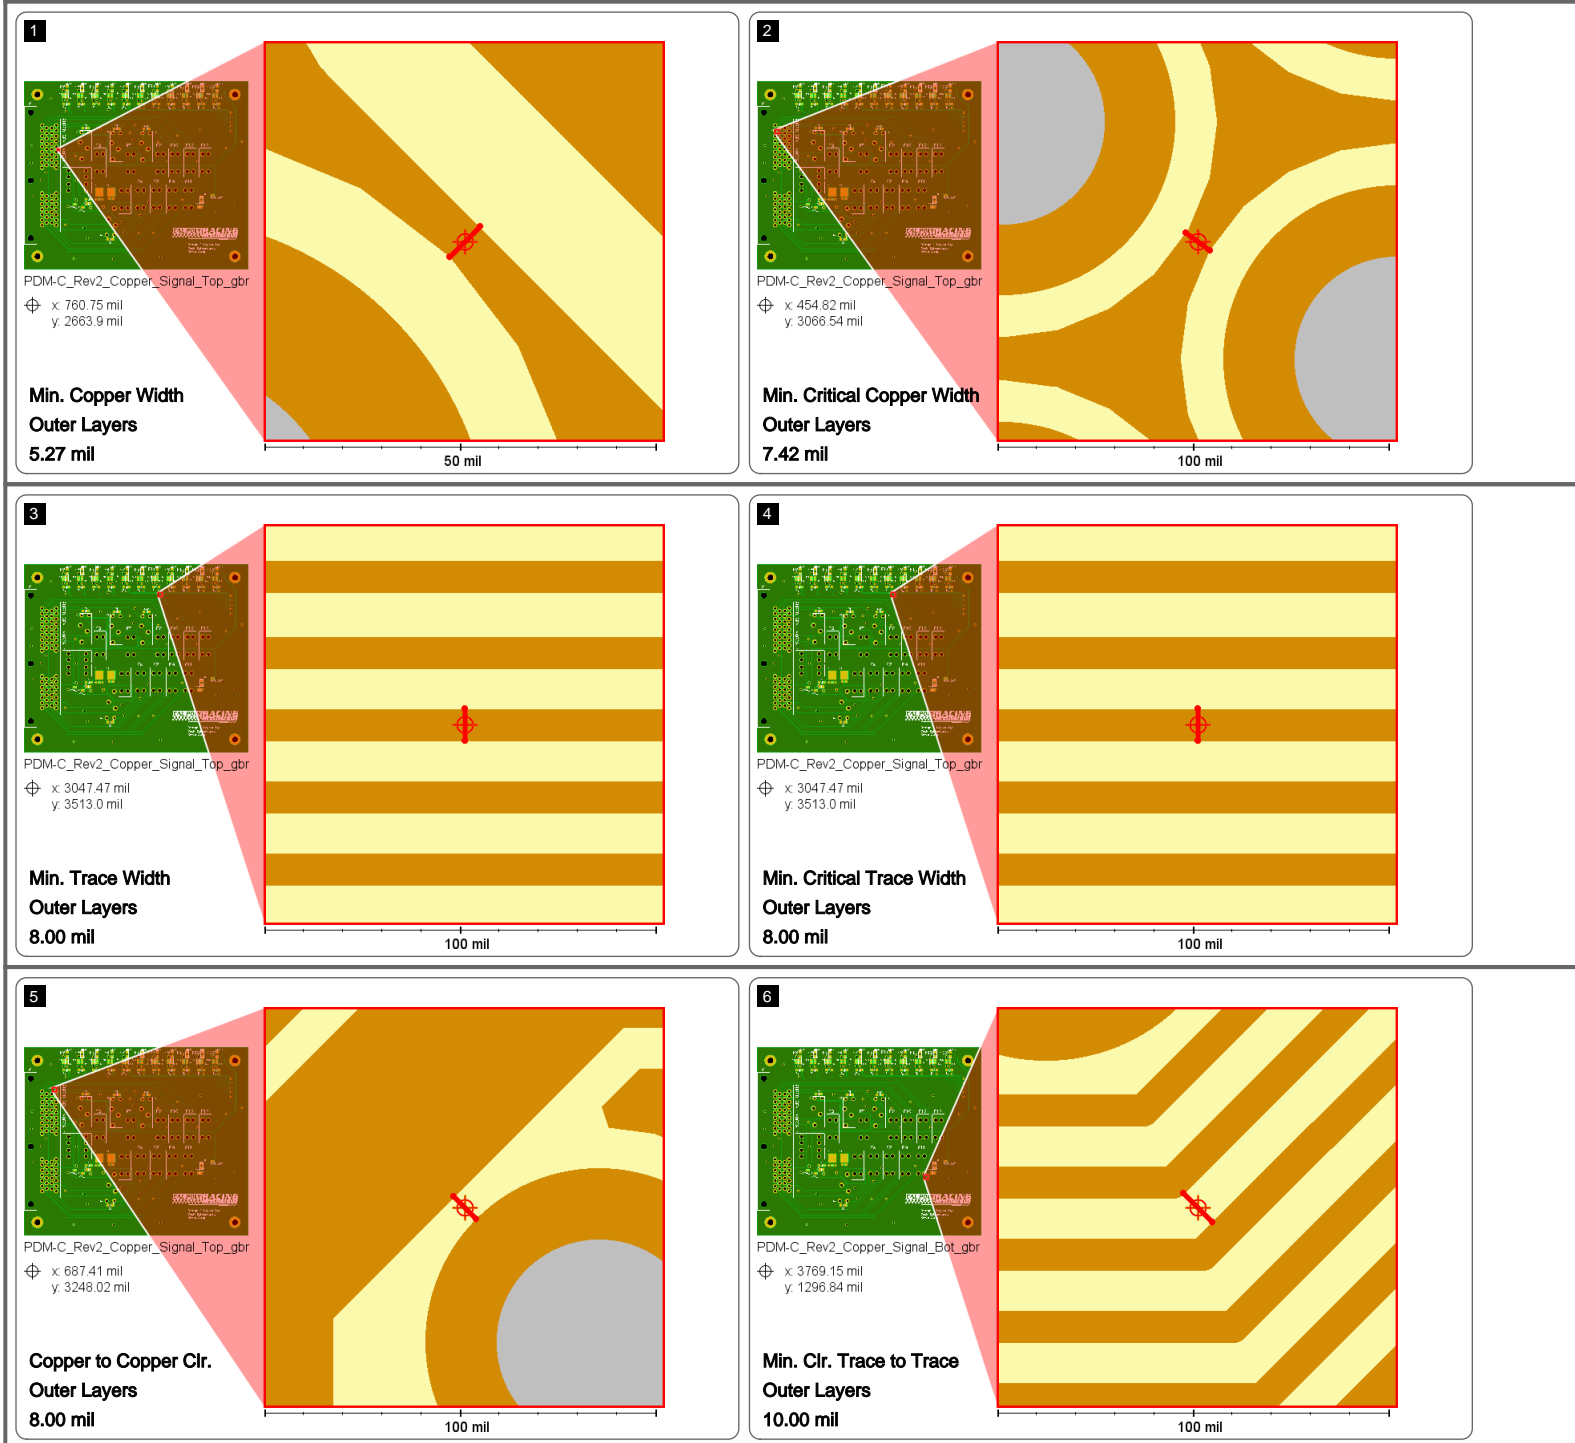 1
PDM-C_Rev2_Copper_Signal_Top_gbr
x: 760.75 mil
y: 2663.9 mil
Min. Copper Width
Outer Layers
5.27 mil
50 mil
2
PDM-C_Rev2_Copper_Signal_Top_gbr
x: 454.82 mil
y: 3066.54 mil
Min. Critical Copper Width
Outer Layers
7.42 mil
100 mil
3
PDM-C_Rev2_Copper_Signal_Top_gbr
x: 3047.47 mil
y: 3513.0 mil
Min. Trace Width
Outer Layers
8.00 mil
100 mil
4
PDM-C_Rev2_Copper_Signal_Top_gbr
x: 3047.47 mil
y: 3513.0 mil
Min. Critical Trace Width
Outer Layers
8.00 mil
100 mil
5
PDM-C_Rev2_Copper_Signal_Top_gbr
x: 687.41 mil
y: 3248.02 mil
Copper to Copper Clr.
Outer Layers
8.00 mil
100 mil
6
PDM-C_Rev2_Copper_Signal_Bot_gbr
x: 3769.15 mil
y: 1296.84 mil
Min. Clr. Trace to Trace
Outer Layers
10.00 mil
100 mil